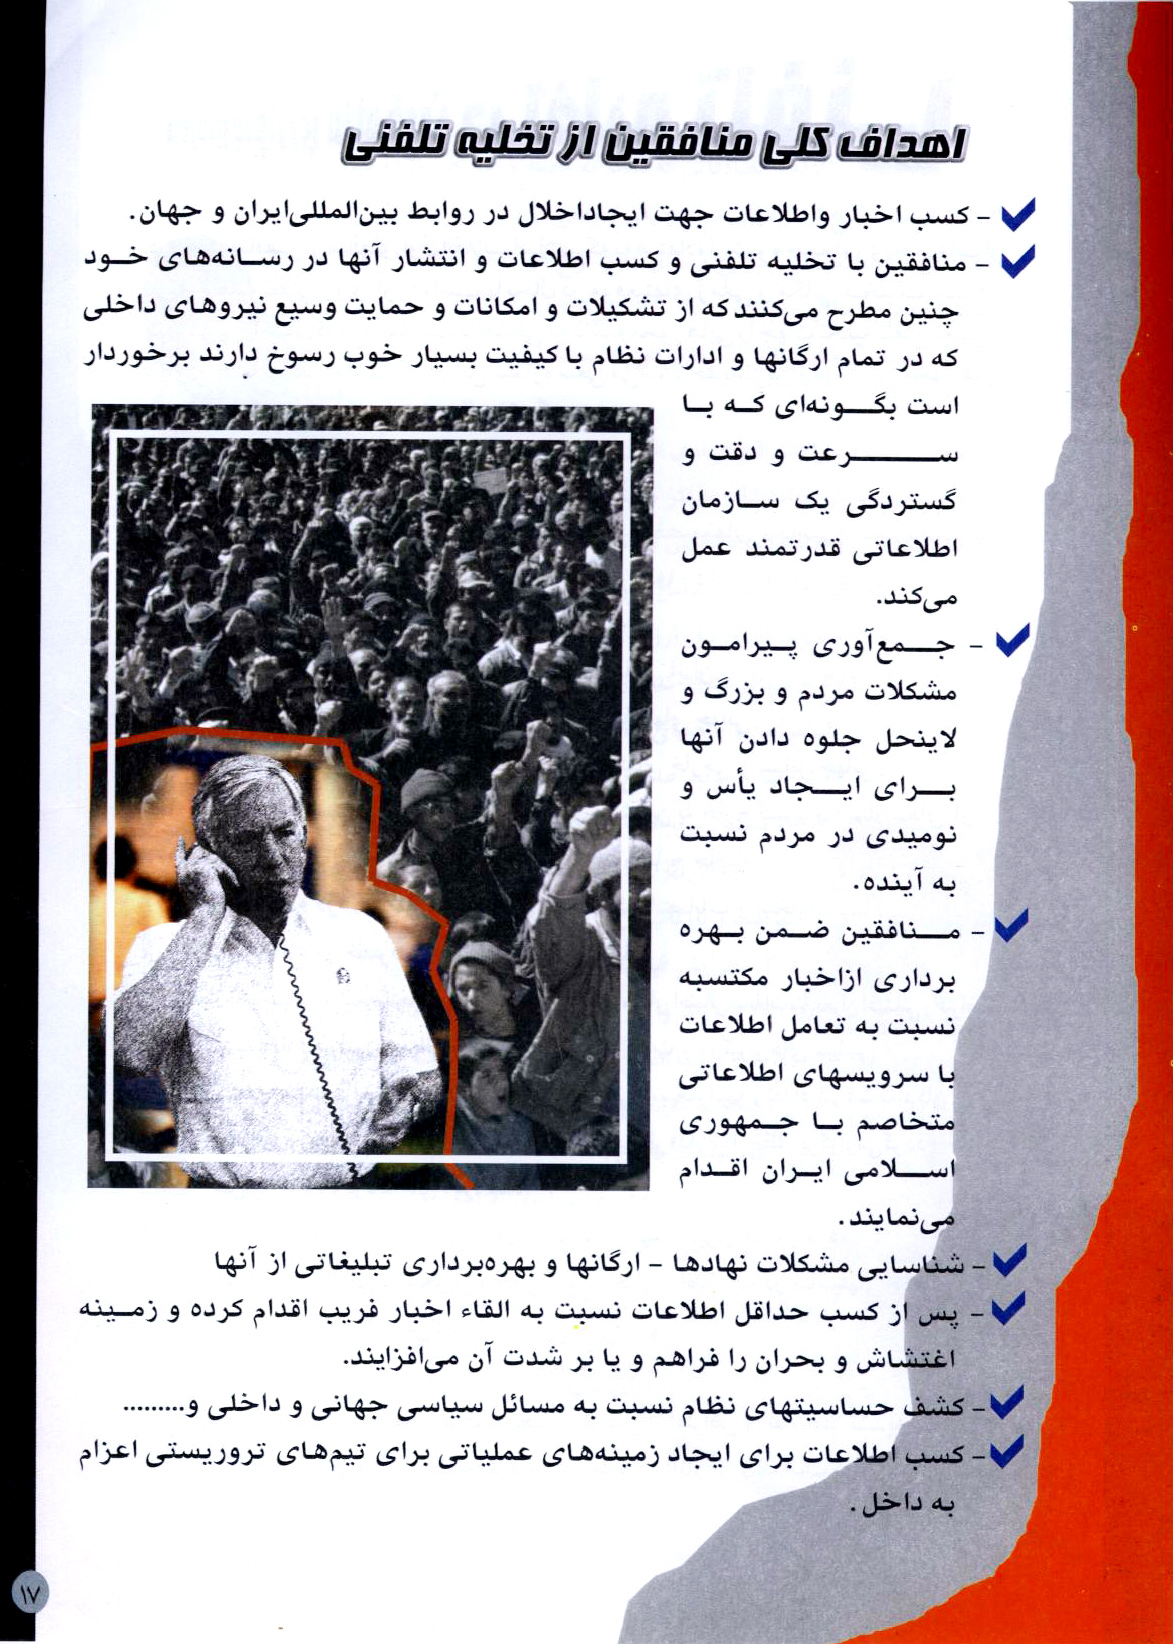 اهداف کلی منافقین از تخلیه تلفنی
- کسب اخبار واطلاعات جهت ایجاداخلال در روابط بین‌المللی‌ایران و جهان.
- منافقین با تخلیه تلفنی و کسب اطلاعات و انتشار آنها در رسانه‌های خود
چنین مطرح می‌کنند که از تشکیلات و امکانات و حمایت وسیع نیروهای داخلی
که در تمام ارگانها و ادارات نظام با کیفیت بسیار خوب رسوخ دارند برخوردار
است بگونه‌ای که با
سرعت و دقت و
گستردگی یک سازمان
اطلاعاتی قدرتمند عمل
می‌کند.
- جمع‌آوری پیرامون
مشکلات مردم و بزرگ و
لاینحل جلوه دادن آنها
برای ایجاد یأس و
نومیدی در مردم نسبت
به آینده.
- منافقین ضمن بهره
برداری ازاخبار مکتسبه
نسبت به تعامل اطلاعات
با سرویسهای اطلاعاتی
متخاصم با جمهوری
اسلامی ایران اقدام
می‌نمایند.
- شناسایی مشکلات نهادها - ارگانها و بهره‌برداری تبلیغاتی از آنها
- پس از کسب حداقل اطلاعات نسبت به القاء اخبار فریب اقدام کرده و زمینه
اغتشاش و بحران را فراهم و یا بر شدت آن می‌افزایند.
- کشف حساسیتهای نظام نسبت به مسائل سیاسی جهانی و داخلی و.........
- کسب اطلاعات برای ایجاد زمینه‌های عملیاتی برای تیم‌های تروریستی اعزام
به داخل.
۱۷